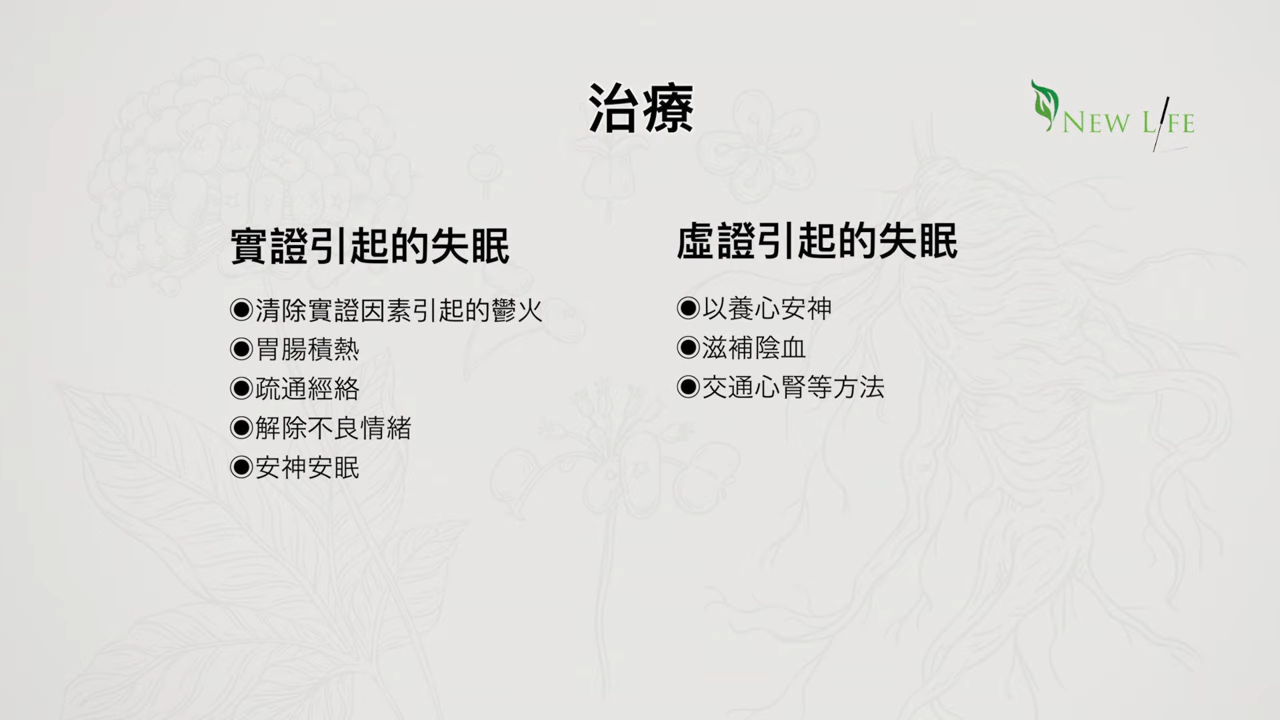 治療
NEW LIFE
實證引起的失眠
◉清除實證因素引起的鬱火
◉胃腸積熱
◉疏通經絡
◉解除不良情緒
◉安神安眠
虛證引起的失眠
◉以養心安神
◉滋補陰血
◉交通心腎等方法